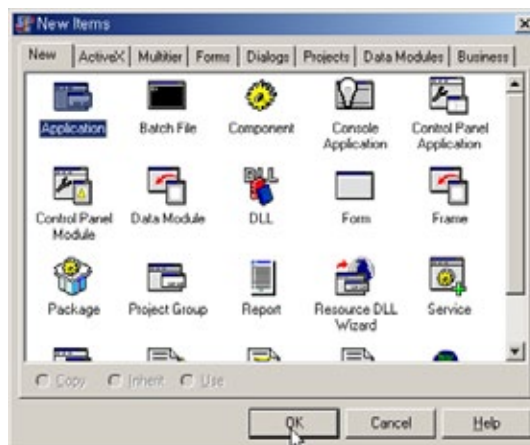 New Items
New ActiveX Multitier Forms Dialogs Projects Data Modules Business
Application Batch File Component Console Application Control Panel Application
Control Panel Module Data Module DLL Form Frame
Package Project Group Report Resource DLL Wizard Service
Copy Inherit Use
OK Cancel Help